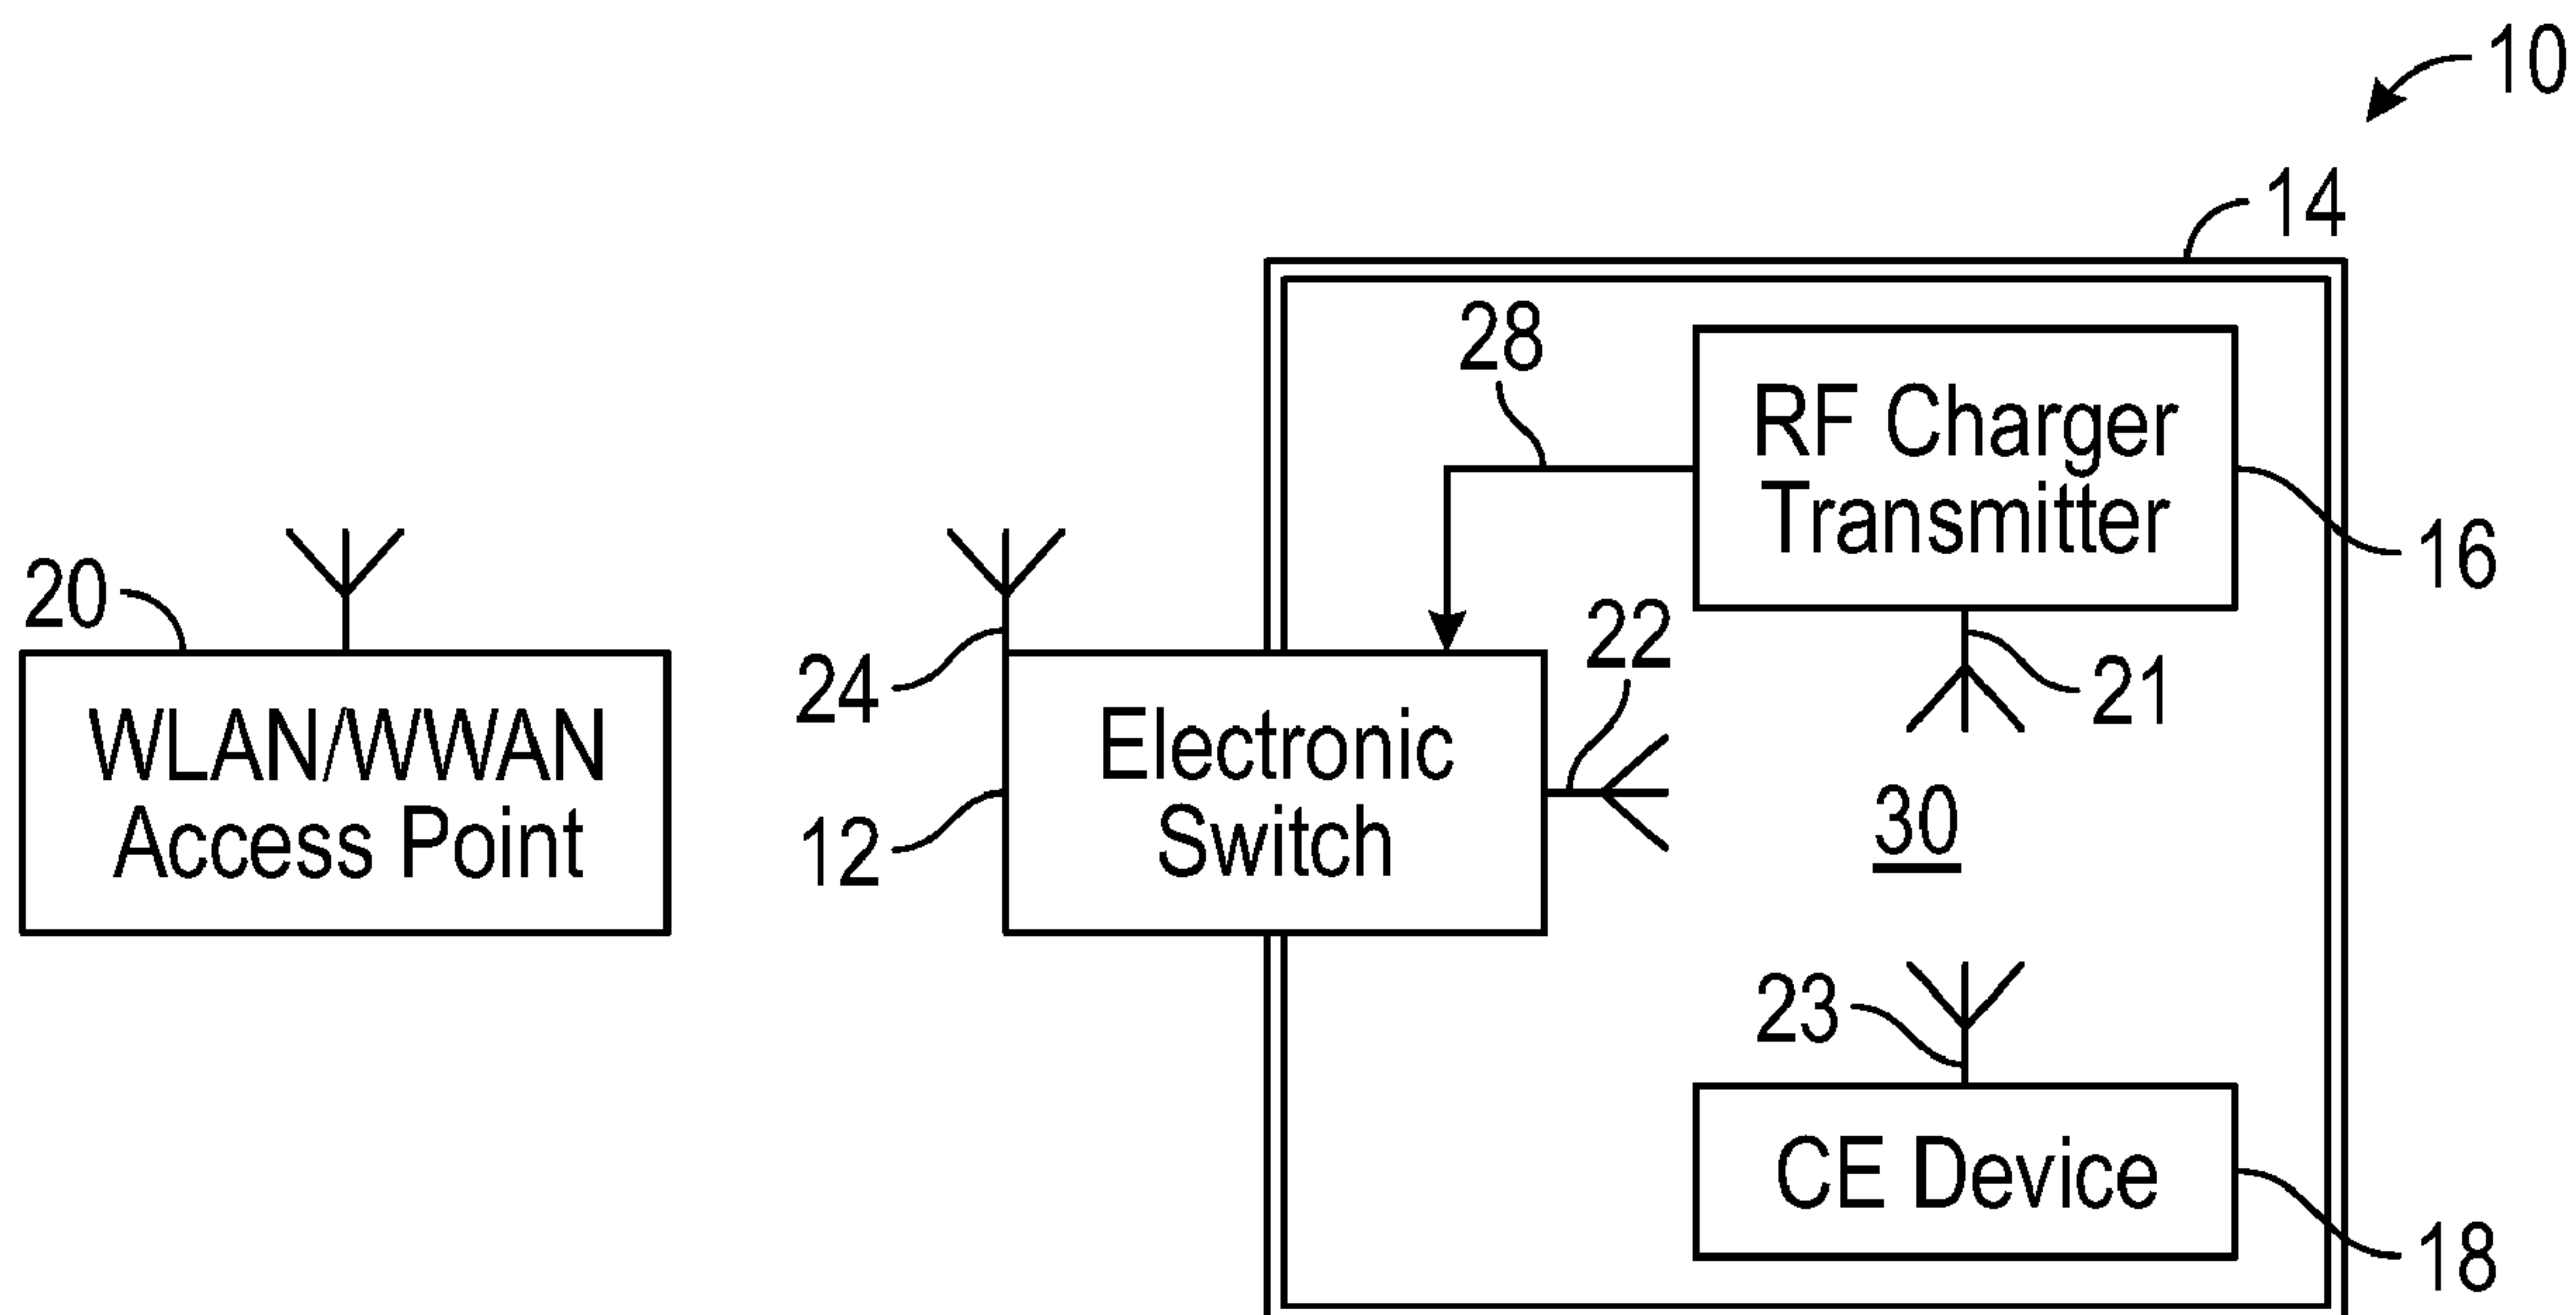 10
14
28
RF Charger
Transmitter
16
20
24
22
21
WLAN/WWAN
Access Point
Electronic
Switch
12
30
23
CE Device
18